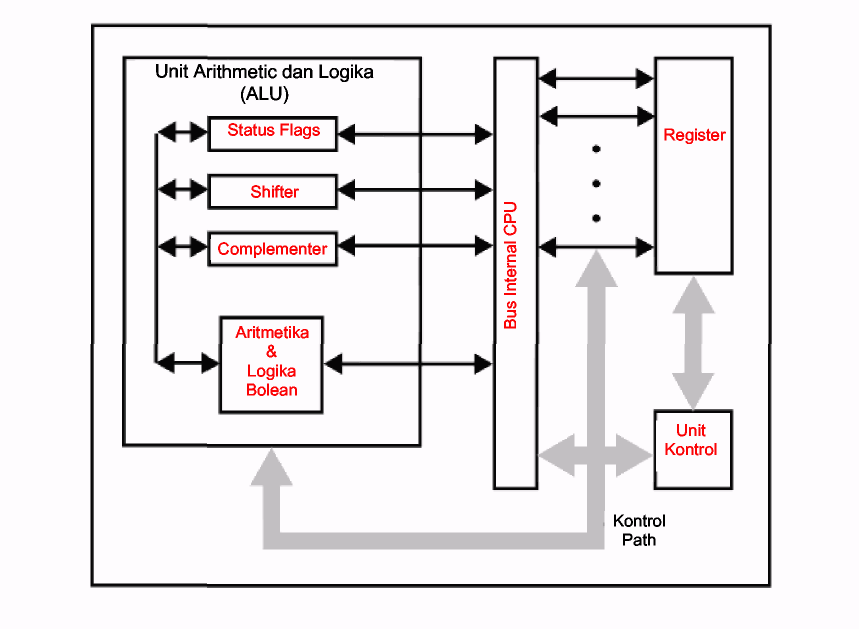 Unit Arithmetic dan Logika
(ALU)
Status Flags
Shifter
Complementer
Aritmetika
&
Logika
Bolean
Bus Internal CPU
Register
Unit
Kontrol
Kontrol
Path